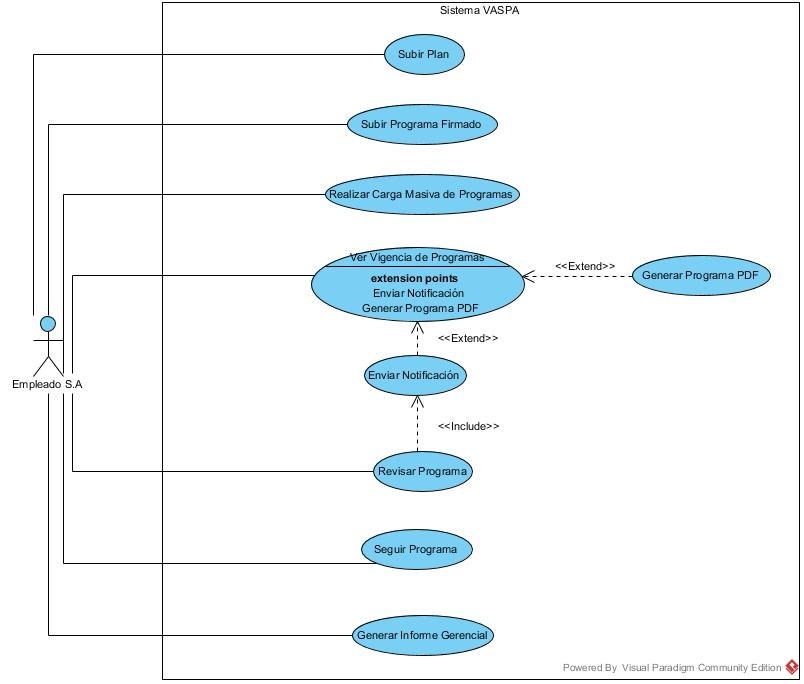 Sistema VASPA
Subir Plan
Subir Programa Firmado
Realizar Carga Masiva de Programas
Ver Vigencia de Programas
extension points
Enviar Notificación
Generar Programa PDF
<<Extend>>
Generar Programa PDF
<<Extend>>
Enviar Notificación
Empleado S.A
<<Include>>
Revisar Programa
Seguir Programa
Generar Informe Gerencial
Powered By Visual Paradigm Community Edition